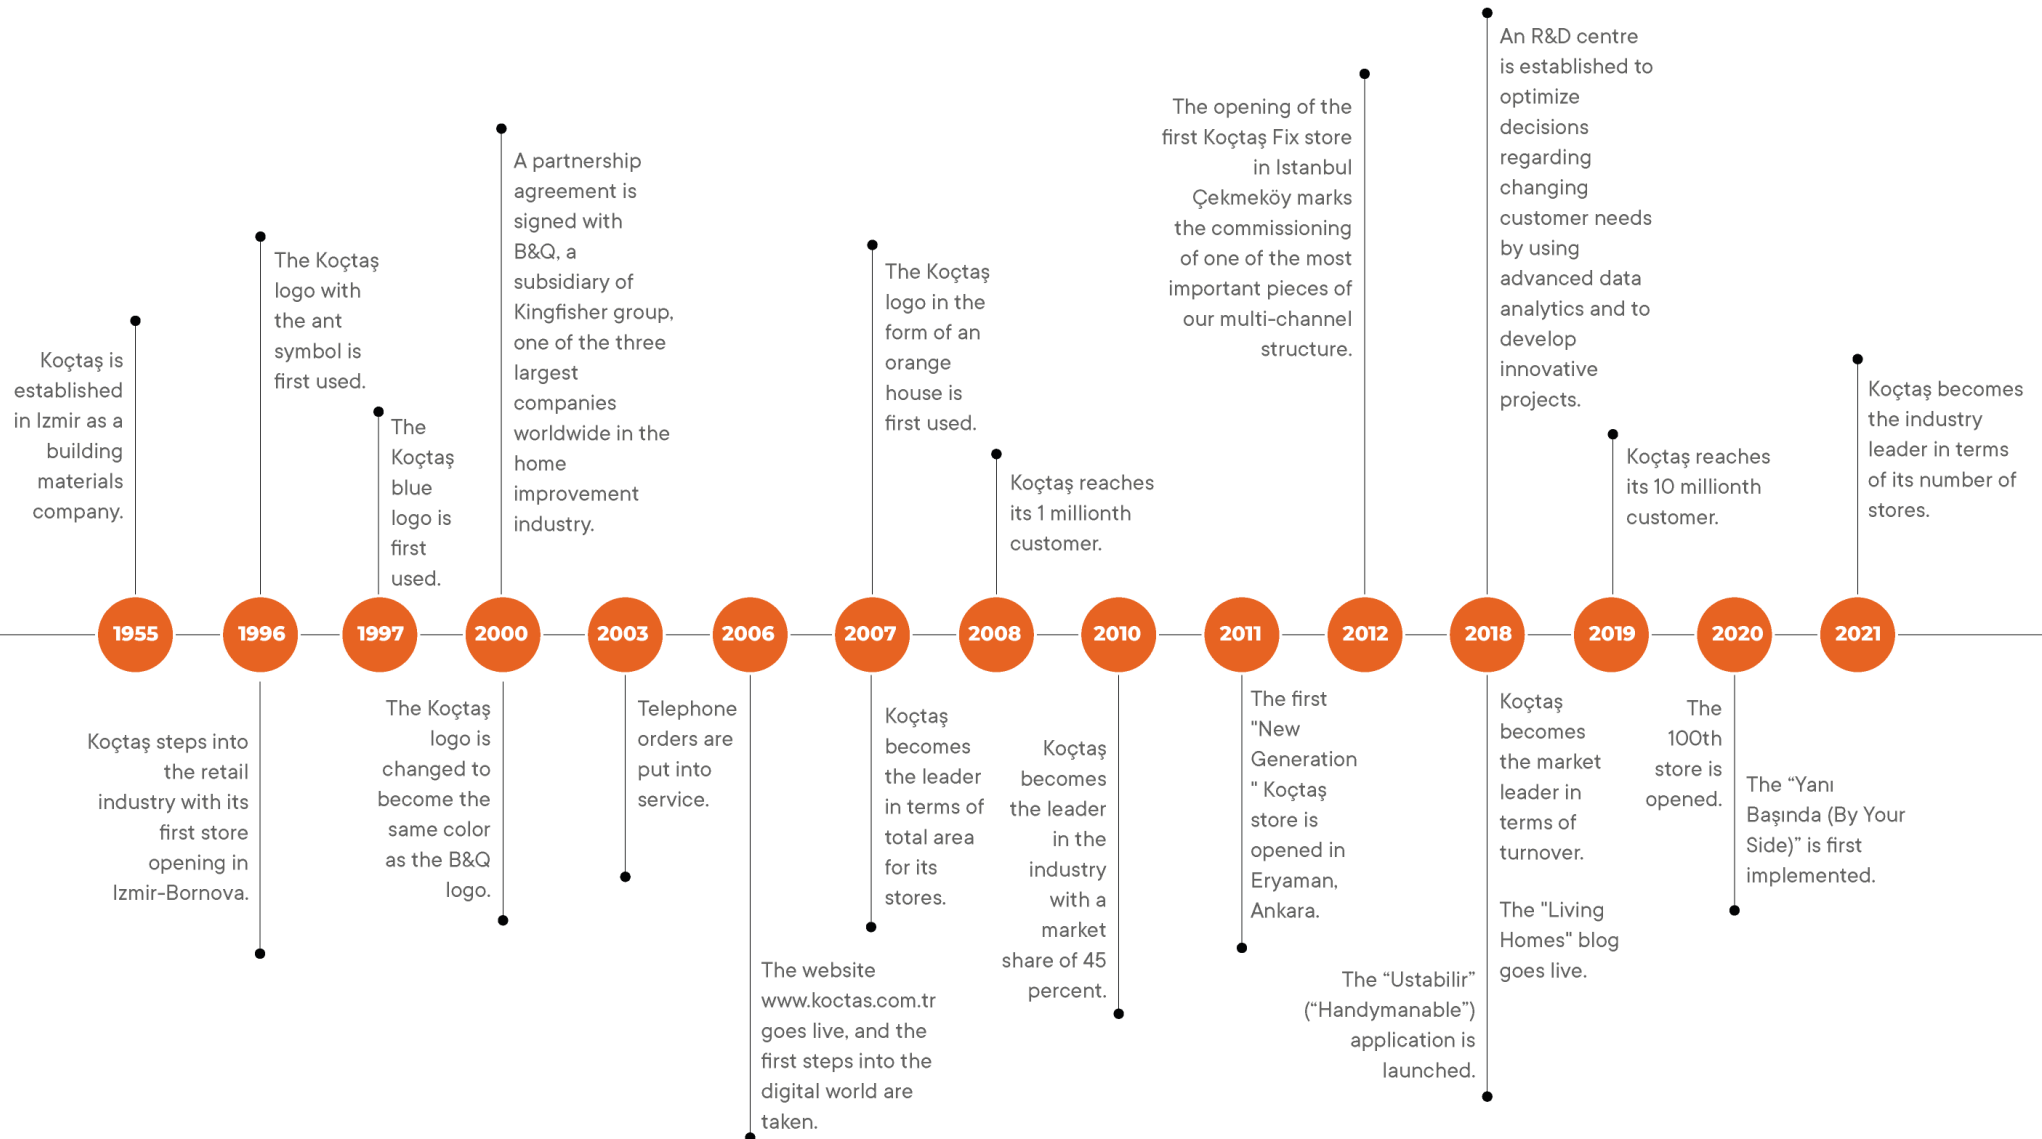 Koçtaş is
established
in Izmir as a
building
materials
company.
The Koçtaş
logo with
the ant
symbol is
first used.
The
Koçtaş
blue
logo is
first
used.
A partnership
agreement is
signed with
B&Q, a
subsidiary of
Kingfisher group,
one of the three
largest
companies
worldwide in the
home
improvement
industry.
The Koçtaş
logo in the
form of an
orange
house is
first used.
Koçtaş reaches
its 1 millionth
customer.
The opening of the
first Koçtaş Fix store
in Istanbul
Çekmeköy marks
the commissioning
of one of the most
important pieces of
our multi-channel
structure.
An R&D centre
is established to
optimize
decisions
regarding
changing
customer needs
by using
advanced data
analytics and to
develop
innovative
projects.
Koçtaş reaches
its 10 millionth
customer.
Koçtaş becomes
the industry
leader in terms
of its number of
stores.
1955 1996 1997 2000 2003 2006 2007 2008 2010 2011 2012 2018 2019 2020 2021
Koçtaş steps into
the retail
industry with its
first store
opening in
Izmir-Bornova.
The Koçtaş
logo is
changed to
become the
same color
as the B&Q
logo.
Telephone
orders are
put into
service.
The website
www.koctas.com.tr
goes live, and the
first steps into the
digital world are
taken.
Koçtaş
becomes
the leader
in terms of
total area
for its
stores.
Koçtaş
becomes
the leader
in the
industry
with a
market
share of 45
percent.
The first
"New
Generation
" Koçtaş
store is
opened in
Eryaman,
Ankara.
The “Ustabilir”
(“Handymanable”)
application is
launched.
Koçtaş
becomes
the market
leader in
terms of
turnover.
The "Living
Homes" blog
goes live.
The
100th
store is
opened.
The “Yanı
Başında (By Your
Side)” is first
implemented.